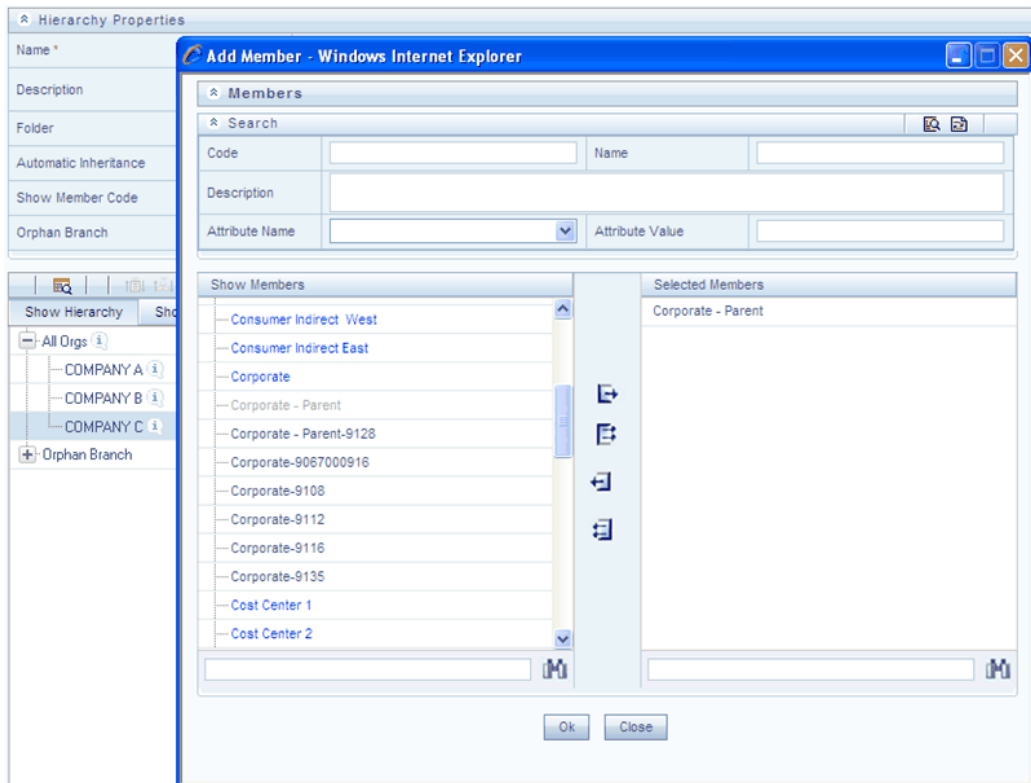 Hierarchy Properties
Name *
Description
Folder
Automatic Inheritance
Show Member Code
Orphan Branch
Show Hierarchy
All Orgs
COMPANY A
COMPANY B
COMPANY C
Orphan Branch
Add Member - Windows Internet Explorer
Members
Search
Code Name
Description
Attribute Name Attribute Value
Show Members
Consumer Indirect West
Consumer Indirect East
Corporate
Corporate - Parent
Corporate - Parent-9128
Corporate-9067000916
Corporate-9108
Corporate-9112
Corporate-9116
Corporate-9135
Cost Center 1
Cost Center 2
Selected Members
Corporate - Parent
Ok Close